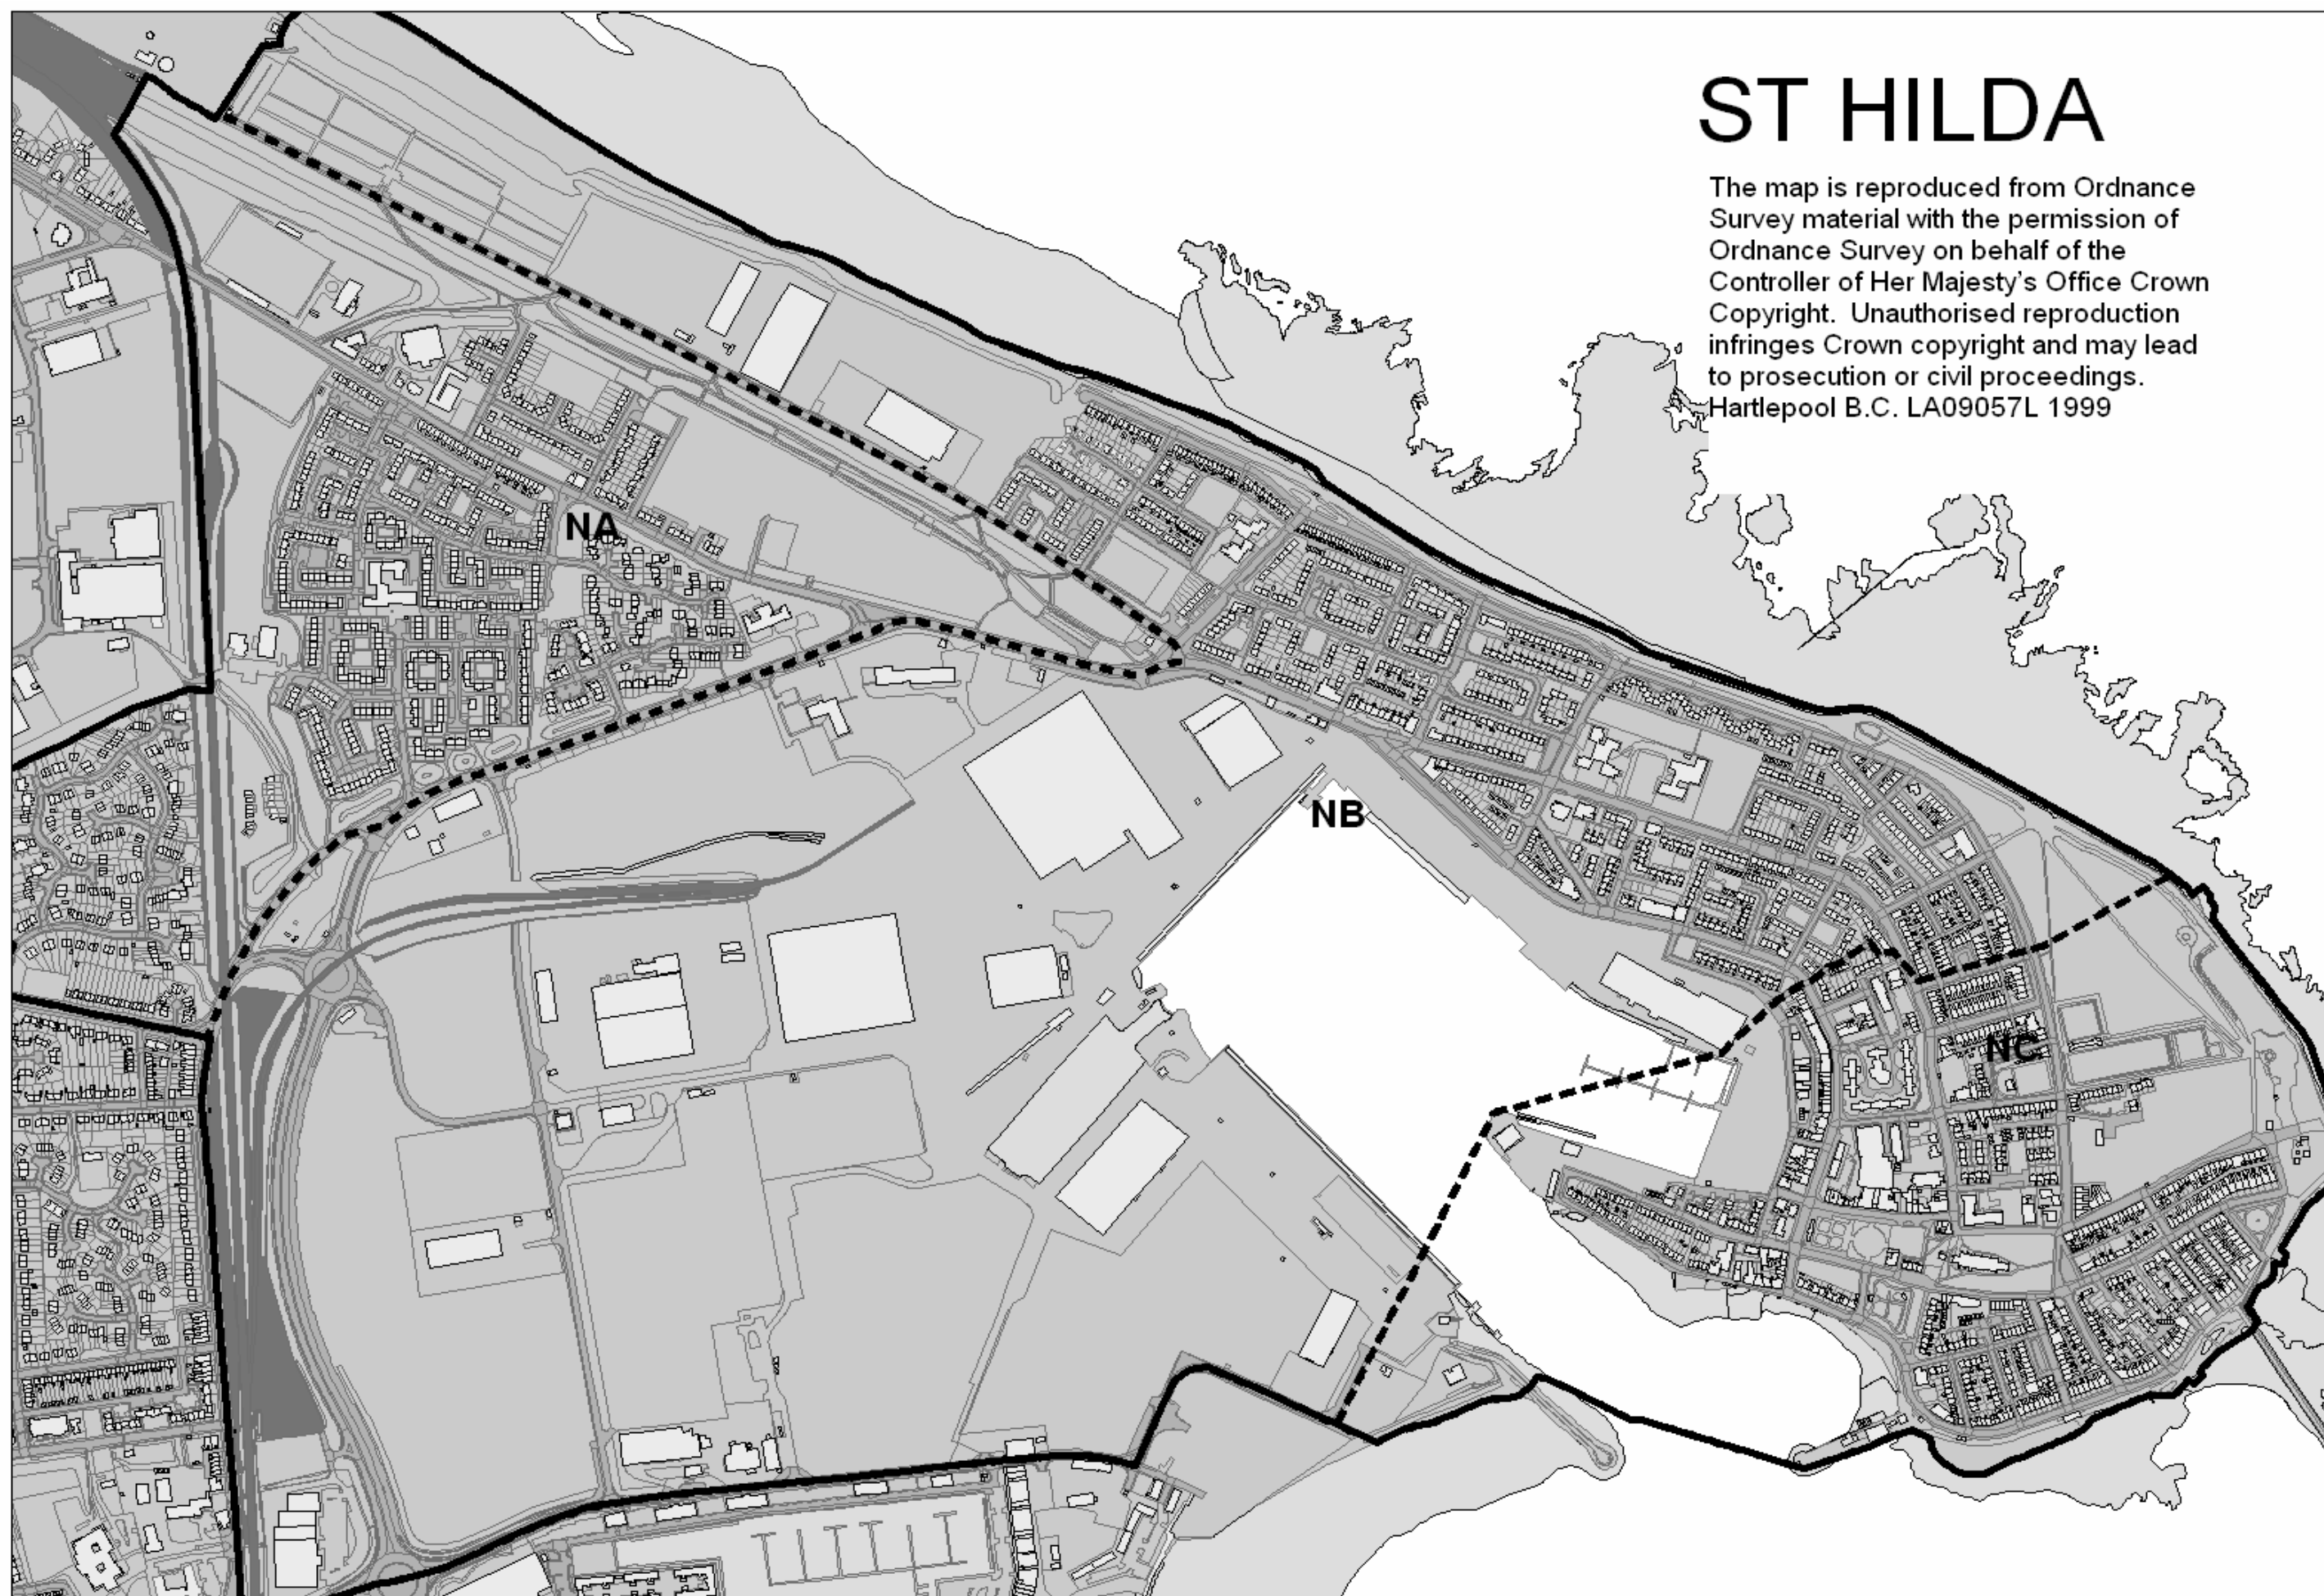 ST HILDA
The map is reproduced from Ordnance
Survey material with the permission of
Ordnance Survey on behalf of the
Controller of Her Majesty's Office Crown
Copyright.  Unauthorised reproduction
infringes Crown copyright and may lead
to prosecution or civil proceedings.
Hartlepool B.C. LA09057L 1999
NA
NB
NC